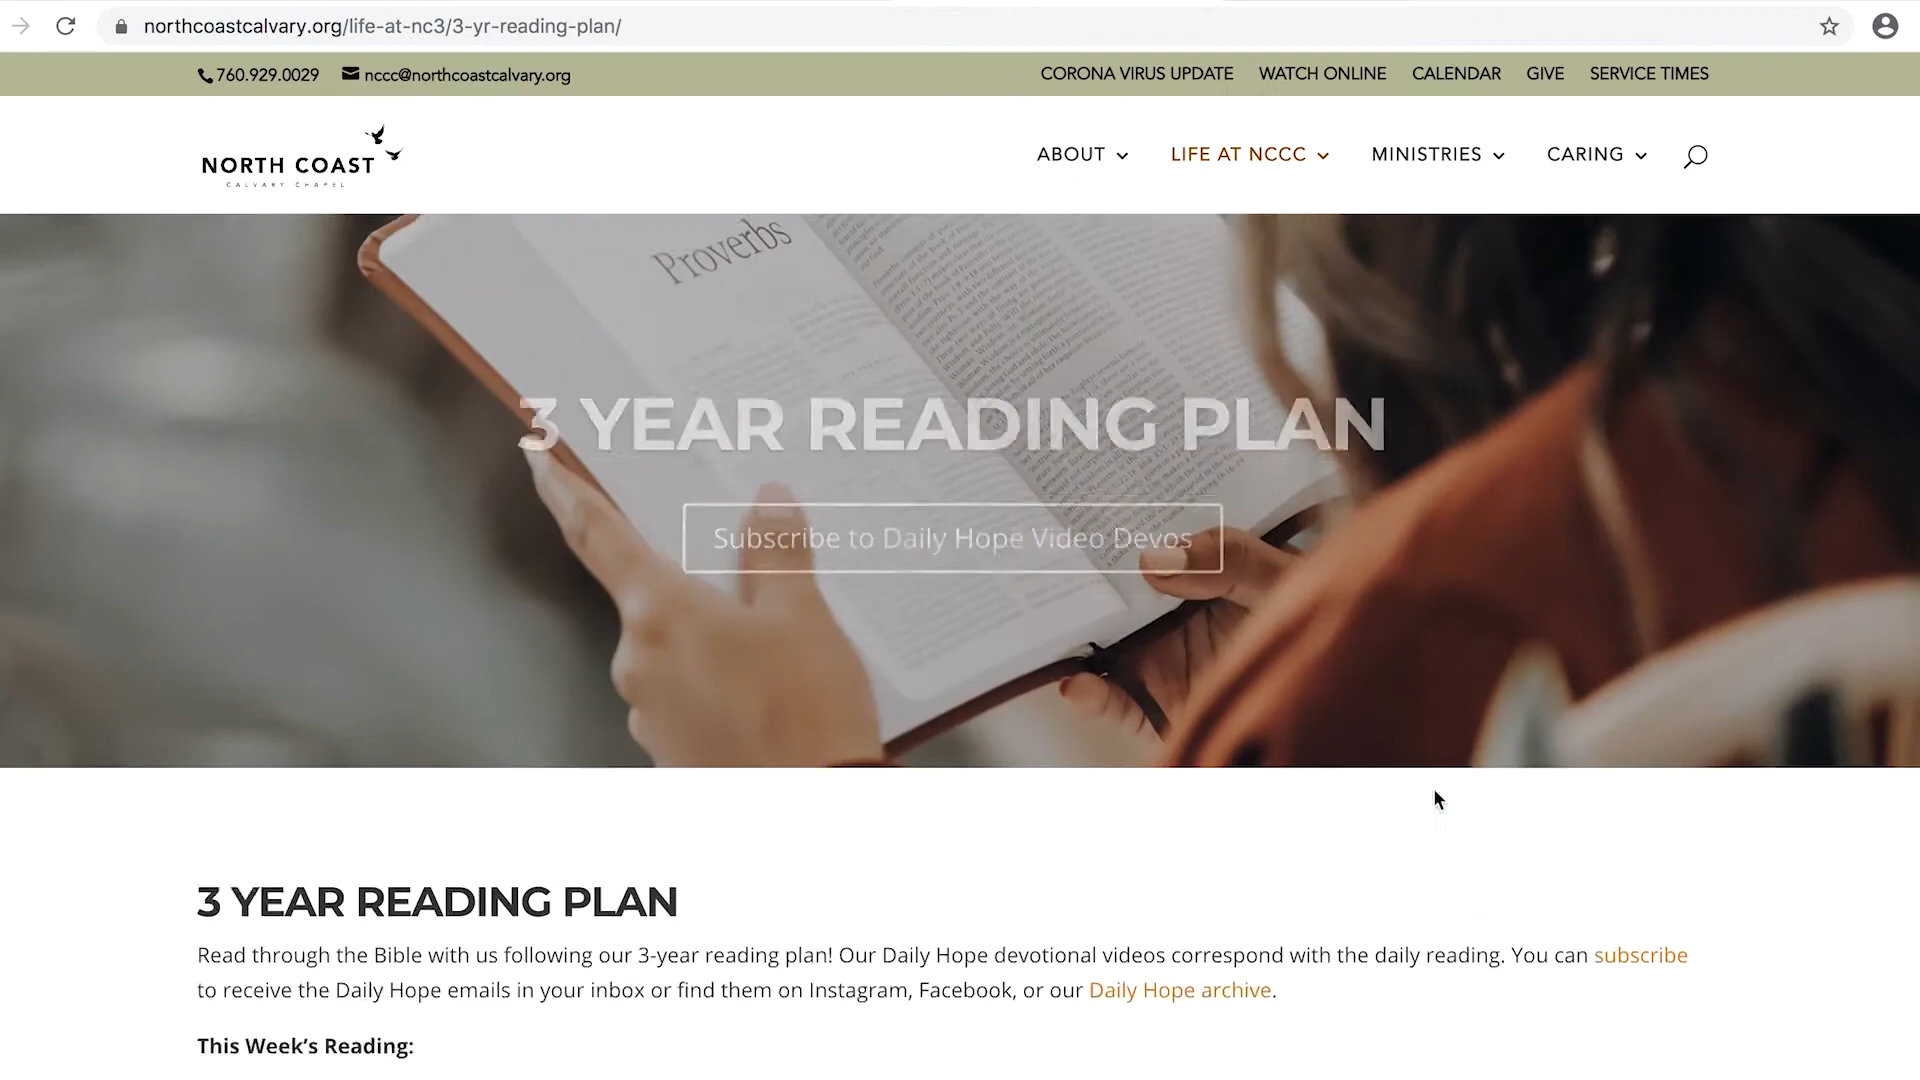 northcoastcalvary.org/life-at-nc3/3-yr-reading-plan/
760.929.0029 nccc@northcoastcalvary.org CORONA VIRUS UPDATE WATCH ONLINE CALENDAR GIVE SERVICE TIMES
NORTH COAST
CALVARY CHAPEL
ABOUT LIFE AT NCCC MINISTRIES CARING
Proverbs
3 YEAR READING PLAN
Subscribe to Daily Hope Video Devos
3 YEAR READING PLAN
Read through the Bible with us following our 3-year reading plan! Our Daily Hope devotional videos correspond with the daily reading. You can subscribe
to receive the Daily Hope emails in your inbox or find them on Instagram, Facebook, or our Daily Hope archive.
This Week’s Reading: